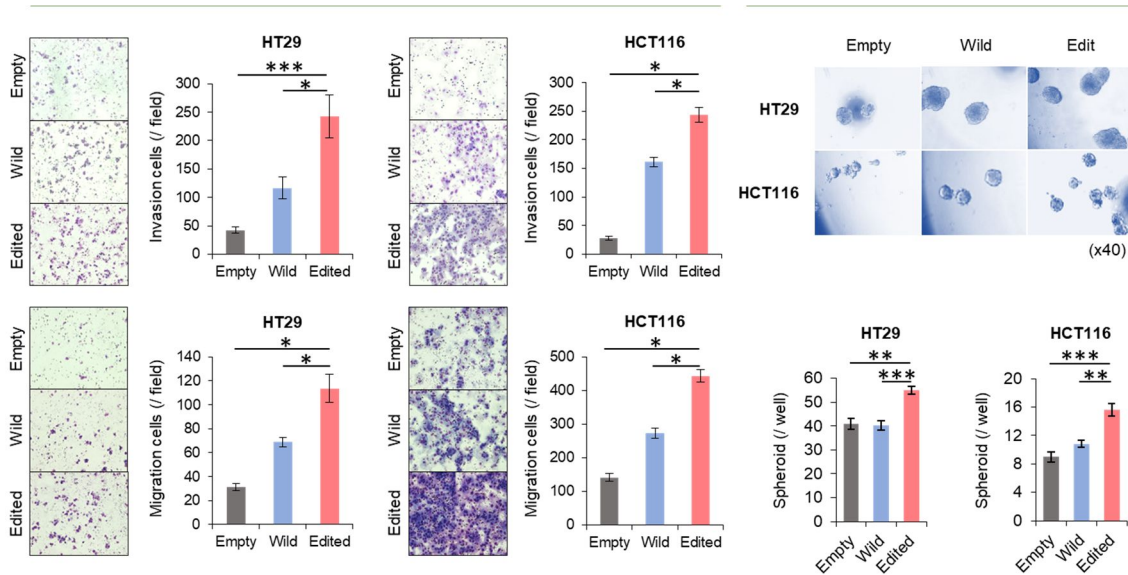 HT29
Empty
Wild
Edited
Invasion cells (/ field)
300
250
200
150
100
50
0
***
*
Empty Wild Edited
HCT116
Empty
Wild
Edited
Invasion cells (/ field)
300
250
200
150
100
50
0
*
*
Empty Wild Edited
HT29
Empty
Wild
Edited
Migration cells (/ field)
140
120
100
80
60
40
20
0
*
*
Empty Wild Edited
HCT116
Empty
Wild
Edited
Migration cells (/ field)
500
400
300
200
100
0
*
*
Empty Wild Edited
Empty Wild Edit
HT29
HCT116
(x40)
HT29
Spheroid (/ well)
60
50
40
30
20
10
0
**
***
Empty Wild Edited
HCT116
Spheroid (/ well)
20
16
12
8
4
0
***
**
Empty Wild Edited